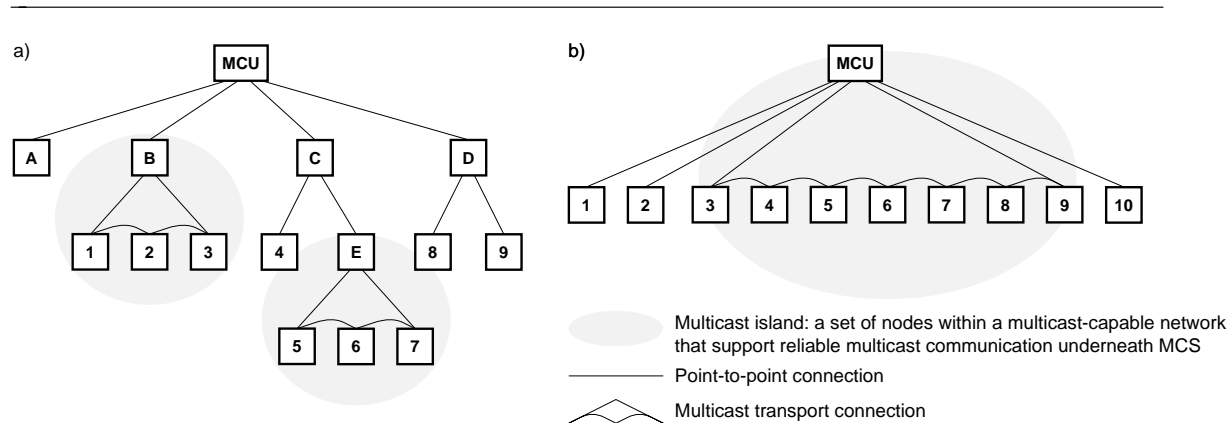 a)
MCU
A
B
C
D
1
2
3
4
E
8
9
5
6
7
b)
MCU
1
2
3
4
5
6
7
8
9
10
Multicast island: a set of nodes within a multicast-capable network
that support reliable multicast communication underneath MCS
Point-to-point connection
Multicast transport connection